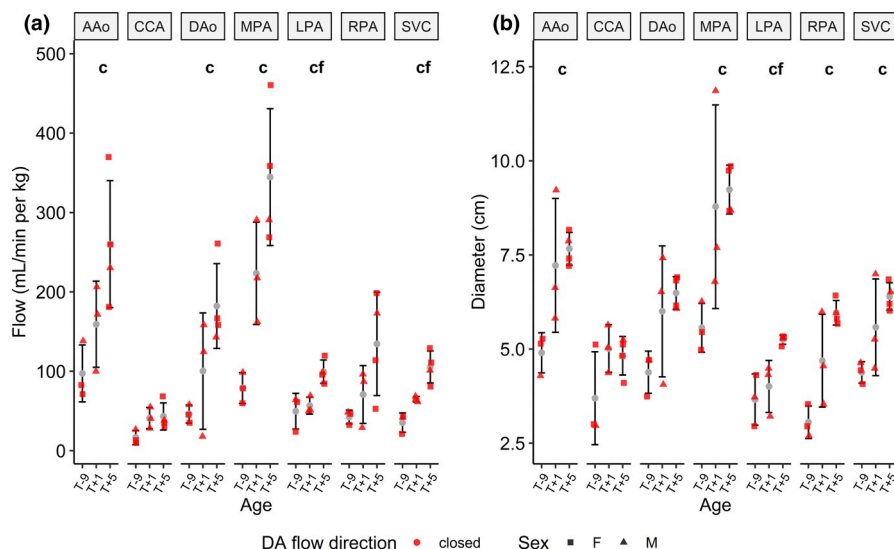 (a) AAo CCA DAo MPA LPA RPA SVC
c c c cf cf
Flow (mL/min per kg)
500
400
300
200
100
0
T-9 T+1 T+5 T-9 T+1 T+5 T-9 T+1 T+5 T-9 T+1 T+5 T-9 T+1 T+5 T-9 T+1 T+5 T-9 T+1 T+5
Age
(b) AAo CCA DAo MPA LPA RPA SVC
c c cf c c
Diameter (cm)
12.5
10.0
7.5
5.0
2.5
T-9 T+1 T+5 T-9 T+1 T+5 T-9 T+1 T+5 T-9 T+1 T+5 T-9 T+1 T+5 T-9 T+1 T+5 T-9 T+1 T+5
Age
DA flow direction closed Sex F M